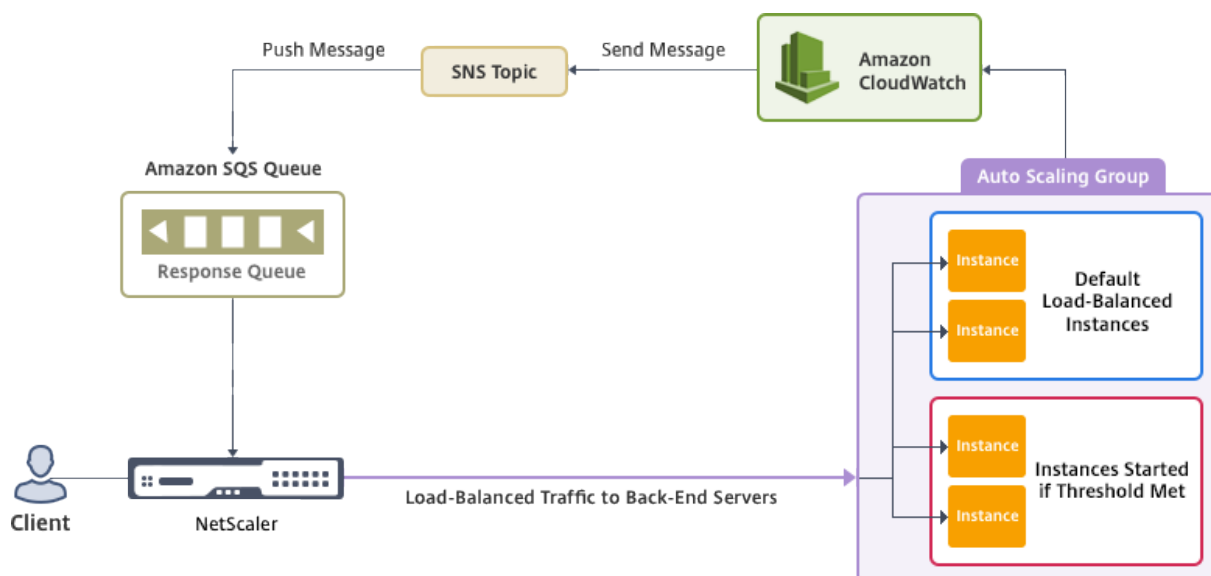 Push Message
SNS Topic
Send Message
Amazon
CloudWatch
Amazon SQS Queue
Response Queue
Auto Scaling Group
Instance
Instance
Default
Load-Balanced
Instances
Instance
Instance
Instances Started
if Threshold Met
Client
NetScaler
Load-Balanced Traffic to Back-End Servers